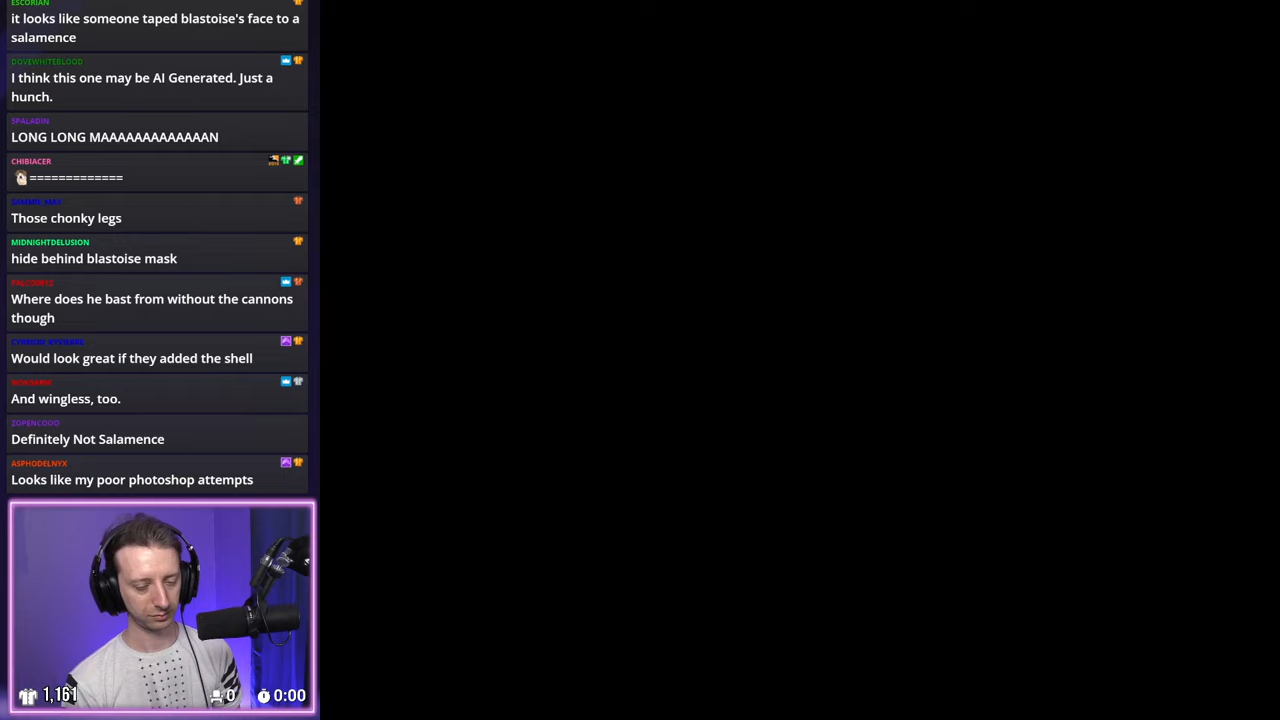 ESCORIAN
it looks like someone taped blastoise's face to a
salamence
DOVEWHITEBLOOD
I think this one may be AI Generated. Just a
hunch.
SPALADIN
LONG LONG MAAAAAAAAAAAAN
CHIBIACER
=============
Those chonky legs
MIDNIGHTDELUSION
hide behind blastoise mask
Where does he bast from without the cannons
though
Would look great if they added the shell
And wingless, too.
ZOPENCOOO
Definitely Not Salamence
ASPHODELNYX
Looks like my poor photoshop attempts
1,161
0
0:00